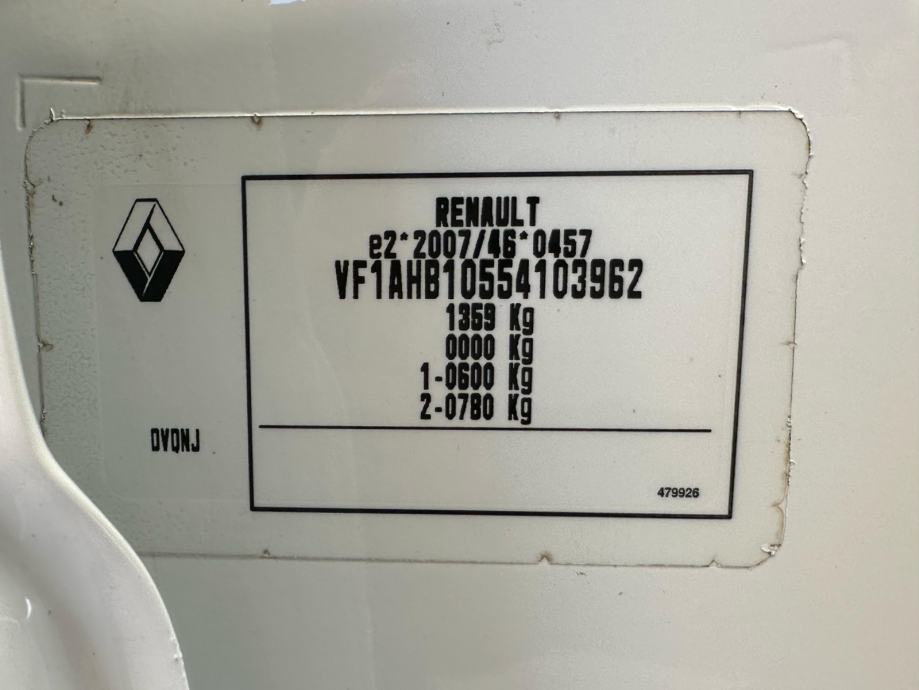 RENAULT
e2*2007/46*0457
VF1AHB10554103962
1359 Kg
0000 Kg
1-0600 Kg
2-0780 Kg
DVQNJ
479926